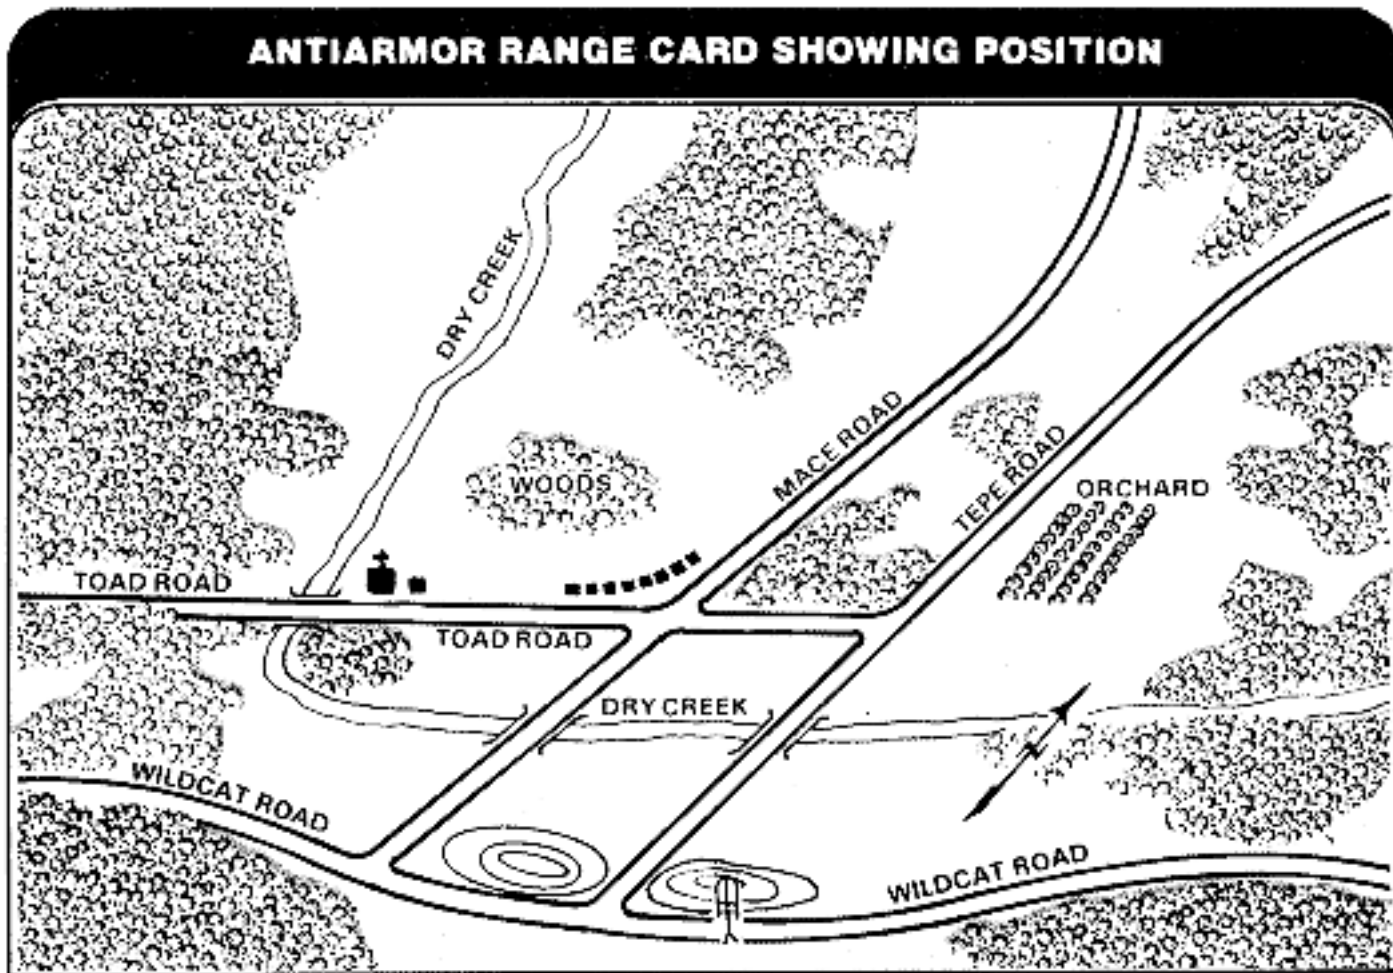 ANTIARMOR RANGE CARD SHOWING POSITION
DRY CREEK
MACE ROAD
TEPE ROAD
WOODS
ORCHARD
TOAD ROAD
TOAD ROAD
DRY CREEK
N
WILDCAT ROAD
WILDCAT ROAD